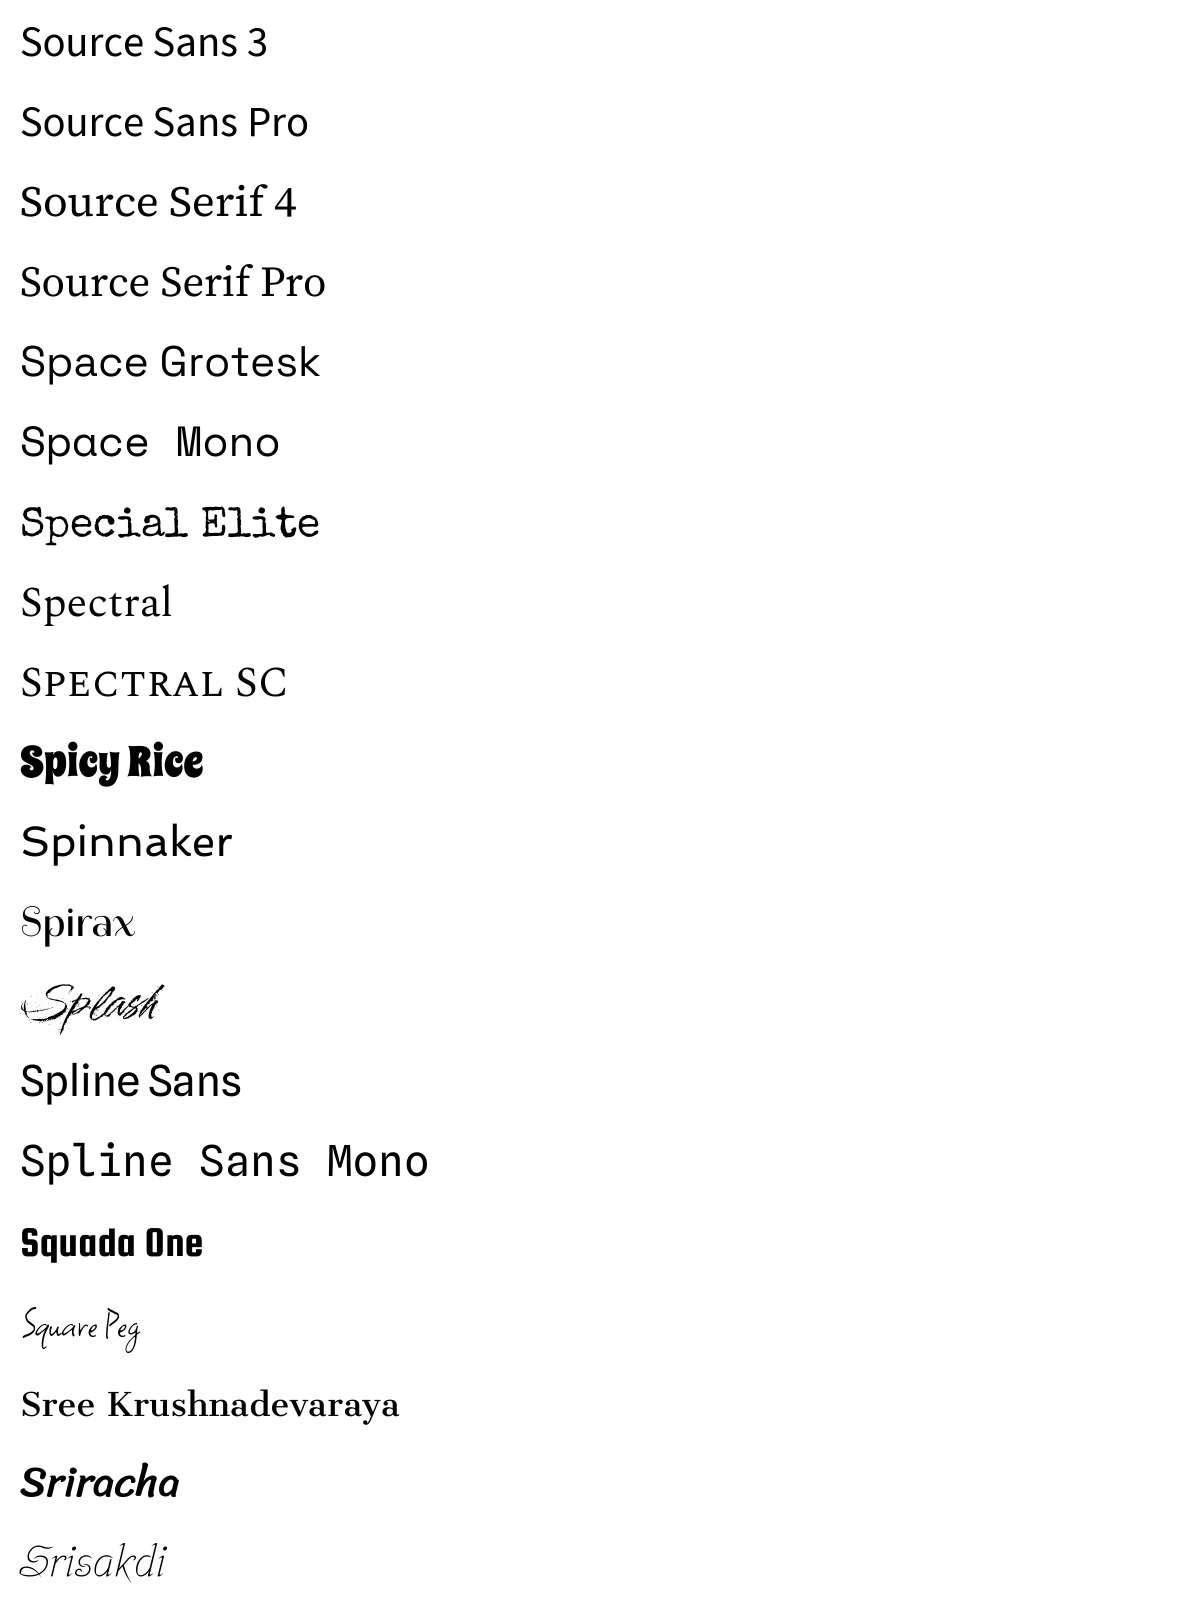 Source Sans 3
Source Sans Pro
Source Serif 4
Source Serif Pro
Space Grotesk
Space Mono
Special Elite
Spectral
SPECTRAL SC
Spicy Rice
Spinnaker
Spirax
Splash
Spline Sans
Spline Sans Mono
Squada One
Square Peg
Sree Krushnadevaraya
Sriracha
Srisakdi